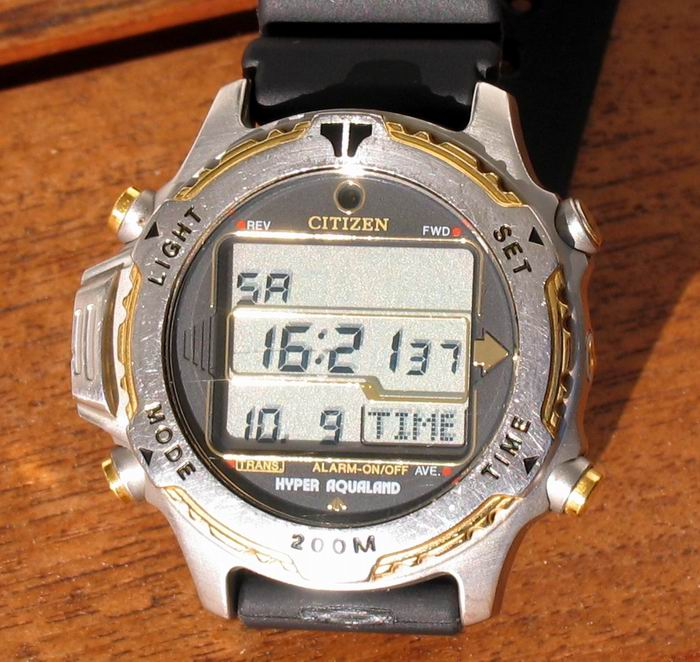 LIGHT
SET
CITIZEN
REV
FWD
SA
16:21 37
10. 9 TIME
MODE
TIME
TRANS. ALARM-ON/OFF AVE.
HYPER AQUALAND
200M